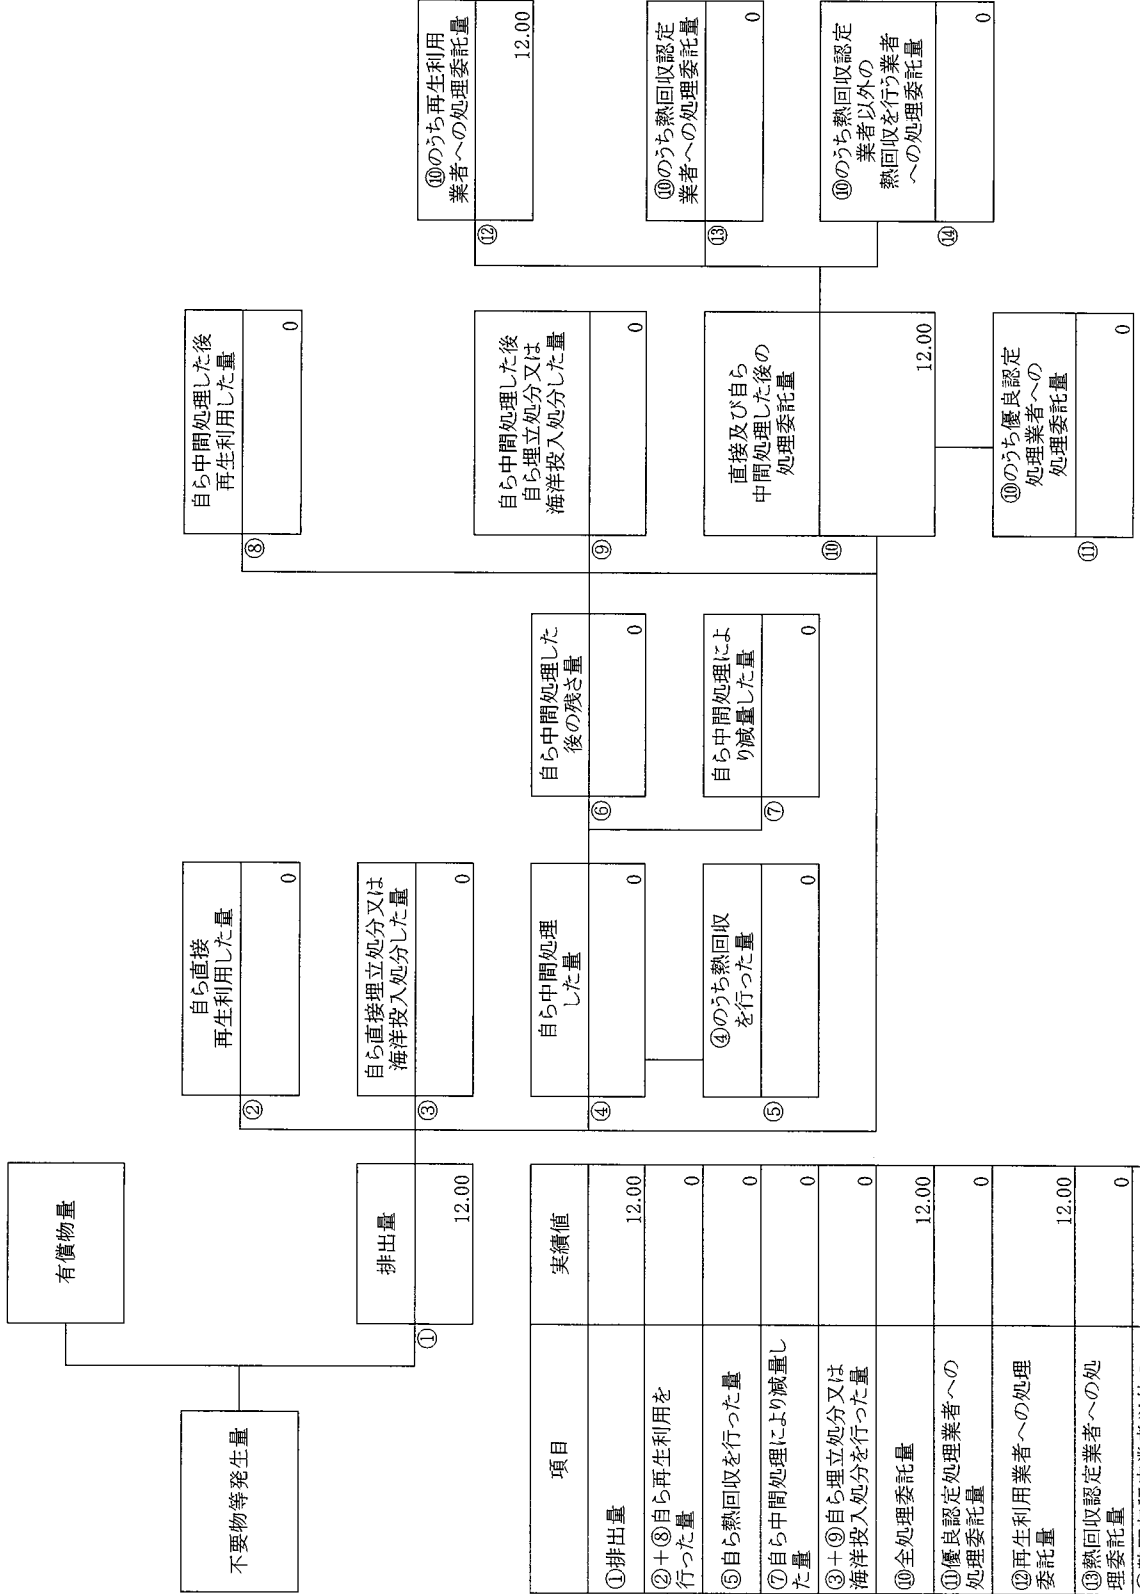 不要物等発生量
有償物量
排出量
①
12.00
自ら直接
再生利用した量
②
0
自ら直接埋立処分又は
海洋投入処分した量
③
0
自ら中間処理
した量
④
0
④のうち熱回収
を行った量
⑤
0
自ら中間処理した
後の残さ量
⑥
0
自ら中間処理によ
り減量した量
⑦
0
自ら中間処理した後
再生利用した量
⑧
0
自ら中間処理した後
自ら埋立処分又は
海洋投入処分した量
⑨
0
直接及び自ら
中間処理した後の
処理委託量
⑩
12.00
⑩のうち優良認定
処理業者への
処理委託量
⑪
0
⑩のうち再生利用
業者への処理委託量
⑫
12.00
⑩のうち熱回収認定
業者への処理委託量
⑬
0
⑩のうち熱回収認定
業者以外の
熱回収を行う業者
への処理委託量
⑭
0
項目
実績値
①排出量
12.00
②+⑧自ら再生利用を
行った量
0
⑤自ら熱回収を行った量
0
⑦自ら中間処理により減量し
た量
0
③+⑨自ら埋立処分又は
海洋投入処分を行った量
0
⑩全処理委託量
12.00
⑪優良認定処理業者への
処理委託量
0
⑫再生利用業者への処理
委託量
12.00
⑬熱回収認定業者への処
理委託量
0